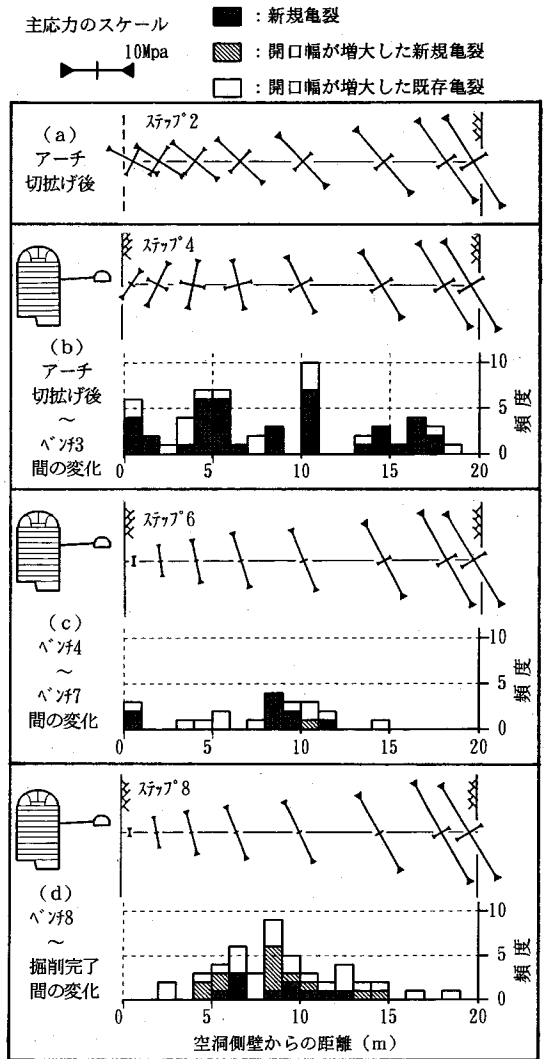 主応力のスケール
10Mpa
：新規亀裂
：開口幅が増大した新規亀裂
：開口幅が増大した既存亀裂
(a)
アーチ
切拡げ後
ステップ2
ステップ4
(b)
アーチ
切拡げ後
～
ベンチ3
間の変化
10
5
0
頻度
0
5
10
15
20
ステップ6
(c)
ベンチ4
～
ベンチ7
間の変化
10
5
0
頻度
0
5
10
15
20
ステップ8
(d)
ベンチ8
～
掘削完了
間の変化
10
5
0
頻度
0
5
10
15
20
空洞側壁からの距離（m）